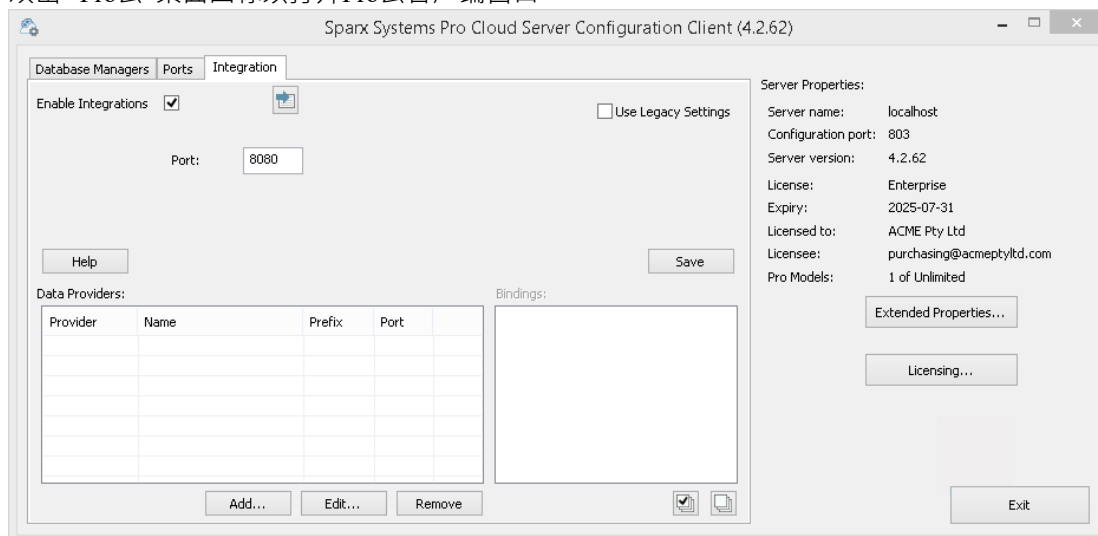 Sparx Systems Pro Cloud Server Configuration Client (4.2.62)
Database Managers Ports Integration
Enable Integrations
Use Legacy Settings
Port: 8080
Help Save
Data Providers: Bindings:
Provider Name Prefix Port
Add... Edit... Remove
Server Properties:
Server name: localhost
Configuration port: 803
Server version: 4.2.62
License: Enterprise
Expiry: 2025-07-31
Licensed to: ACME Pty Ltd
Licensee: purchasing@acmeptyltd.com
Pro Models: 1 of Unlimited
Extended Properties...
Licensing...
Exit